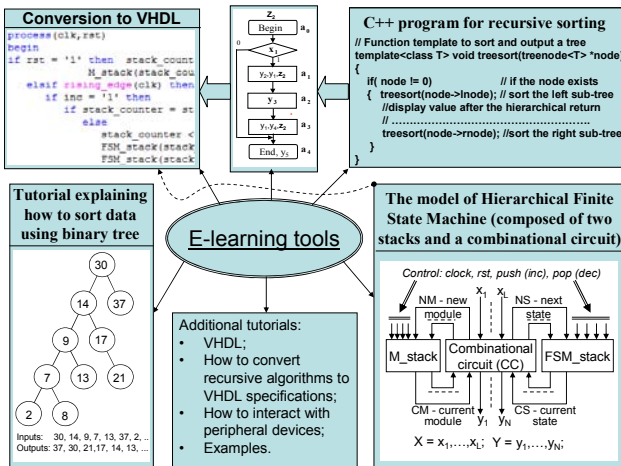 Conversion to VHDL
process(clk,rst)
begin
if rst = '1' then stack_count
M_stack(stack_cou
elsif rising_edge(clk) then
if inc = '1' then
if stack_counter = st
else
stack_counter <
FSM_stack(stack
FSM_stack(stack
z2
Begin a0
0 x1 1
y2,y1,z2 a1
y3 a2
y1,y4,z2 a3
End, y5 a4
C++ program for recursive sorting
// Function template to sort and output a tree
template<class T> void treesort(treenode<T> *node)
{
if( node != 0) // if the node exists
{ treesort(node->lnode); // sort the left sub-tree
//display value after the hierarchical return
// ..........................................................
treesort(node->rnode); //sort the right sub-tree
}
}
Tutorial explaining
how to sort data
using binary tree
30
14 37
9 17
7 13 21
2 8
Inputs: 30, 14, 9, 7, 13, 37, 2, ..
Outputs: 37, 30, 21,17, 14, 13, ...
E-learning tools
Additional tutorials:
• VHDL;
• How to convert
recursive algorithms to
VHDL specifications;
• How to interact with
peripheral devices;
• Examples.
The model of Hierarchical Finite
State Machine (composed of two
stacks and a combinational circuit)
Control: clock, rst, push (inc), pop (dec)
NM - new
module
x1 xL
NS - next
state
M_stack
Combinational
circuit (CC)
FSM_stack
CM - current
module
y1 yN
CS - current
state
X = x1,...,xL; Y = y1,...,yN;